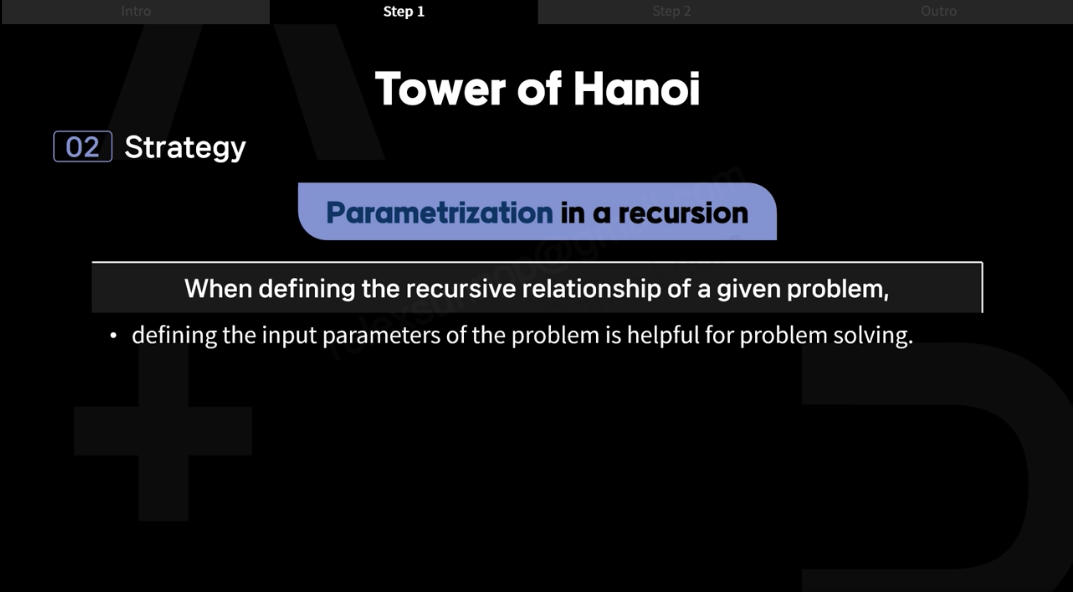 Intro
Step 1
Step 2
Outro
Tower of Hanoi
02 Strategy
Parametrization in a recursion
When defining the recursive relationship of a given problem,
• defining the input parameters of the problem is helpful for problem solving.